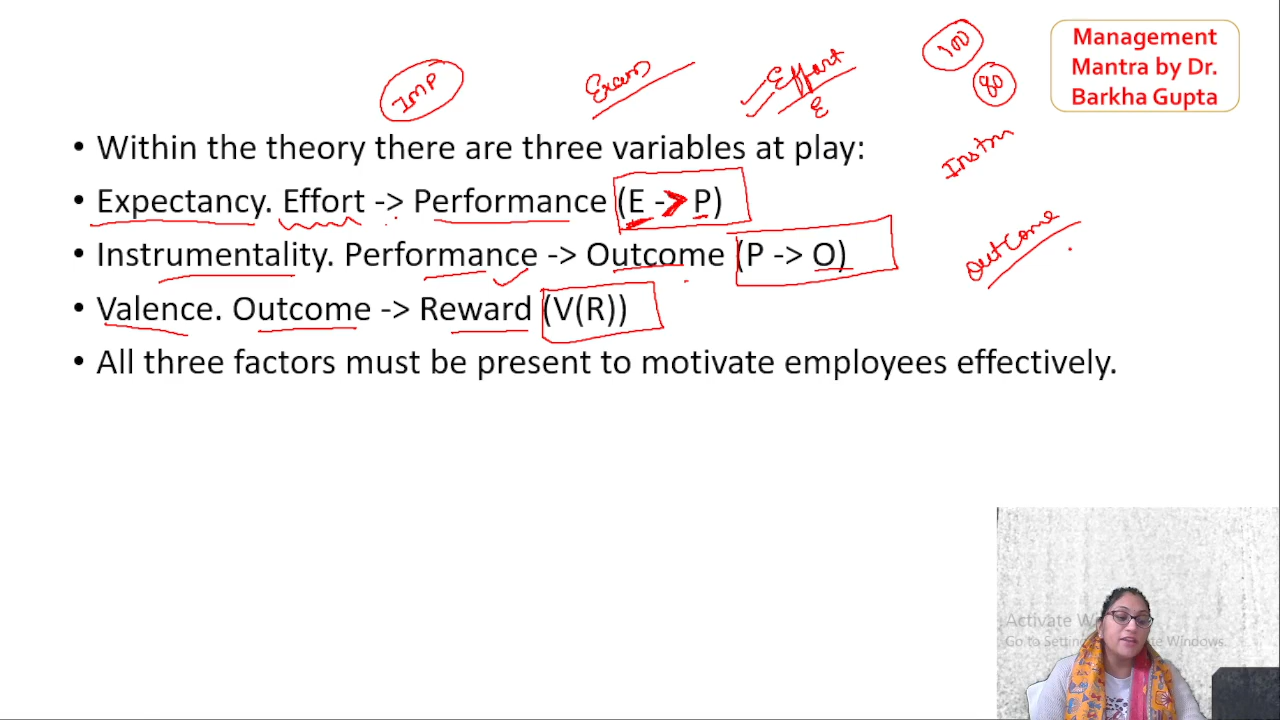 Management
Mantra by Dr.
Barkha Gupta
IMP
Exam
Effort
E
100
80
Instru
Outcome
• Within the theory there are three variables at play:
• Expectancy. Effort -> Performance (E -> P)
• Instrumentality. Performance -> Outcome (P -> O)
• Valence. Outcome -> Reward (V(R))
• All three factors must be present to motivate employees effectively.